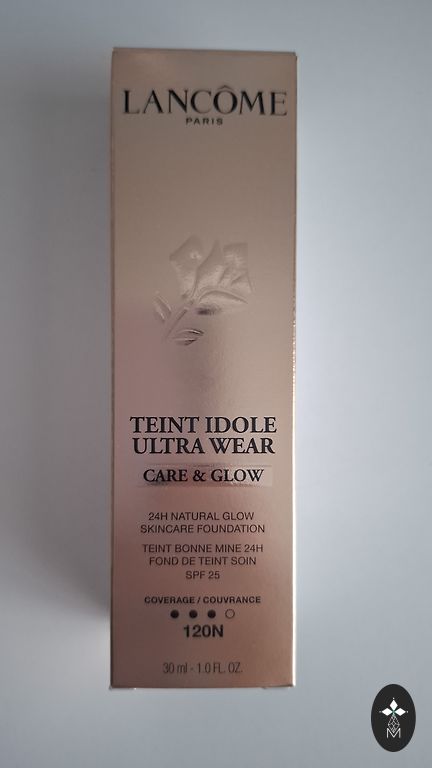 LANCÔME
PARIS
TEINT IDOLE
ULTRA WEAR
CARE & GLOW
24H NATURAL GLOW
SKINCARE FOUNDATION
TEINT BONNE MINE 24H
FOND DE TEINT SOIN
SPF 25
COVERAGE / COUVRANCE
120N
30 ml - 1.0 FL. OZ.